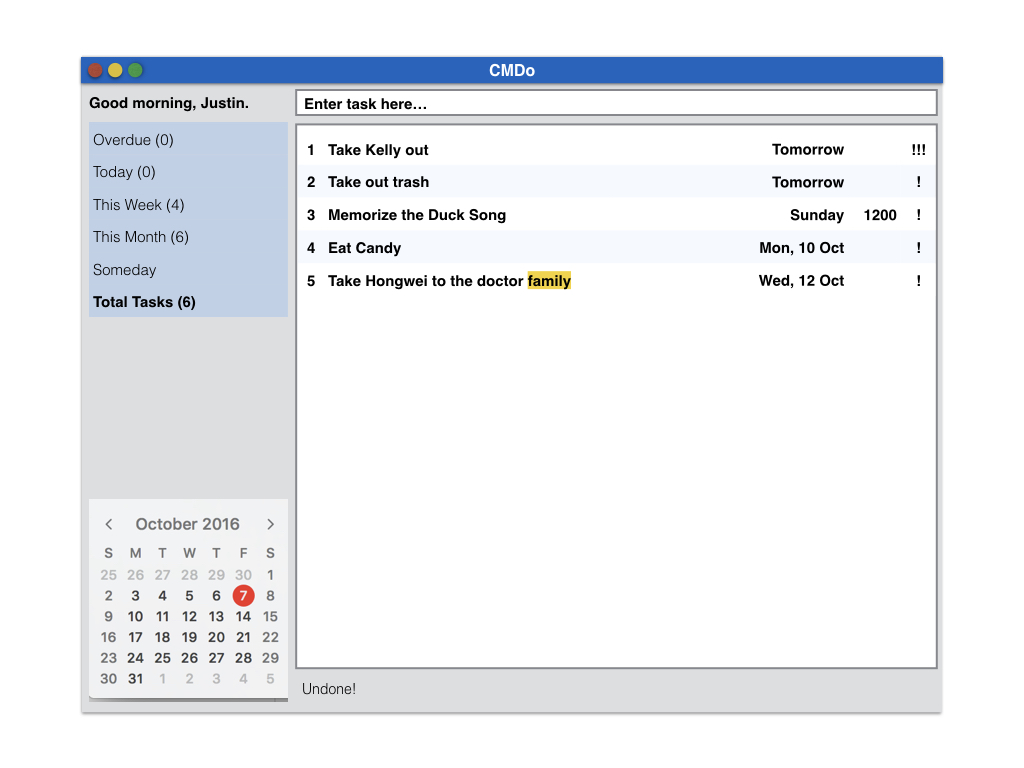 CMDo
Good morning, Justin.
Overdue (0)
Today (0)
This Week (4)
This Month (6)
Someday
Total Tasks (6)
October 2016
S M T W T F S
25 26 27 28 29 30 1
2 3 4 5 6 7 8
9 10 11 12 13 14 15
16 17 18 19 20 21 22
23 24 25 26 27 28 29
30 31 1 2 3 4 5
Enter task here…
1 Take Kelly out Tomorrow !!!
2 Take out trash Tomorrow !
3 Memorize the Duck Song Sunday 1200 !
4 Eat Candy Mon, 10 Oct !
5 Take Hongwei to the doctor family Wed, 12 Oct !
Undone!